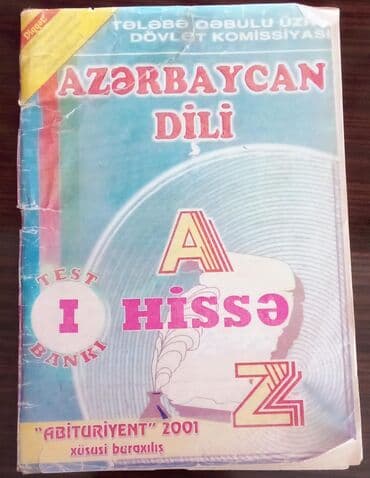 Diqqət
TƏLƏBƏ QƏBULU ÜZRƏ
DÖVLƏT KOMİSSİYASI
AZƏRBAYCAN
DİLİ
A
TEST
I
BANKI
HİSSƏ
Z
"ABİTURİYENT" 2001
xüsusi buraxılış